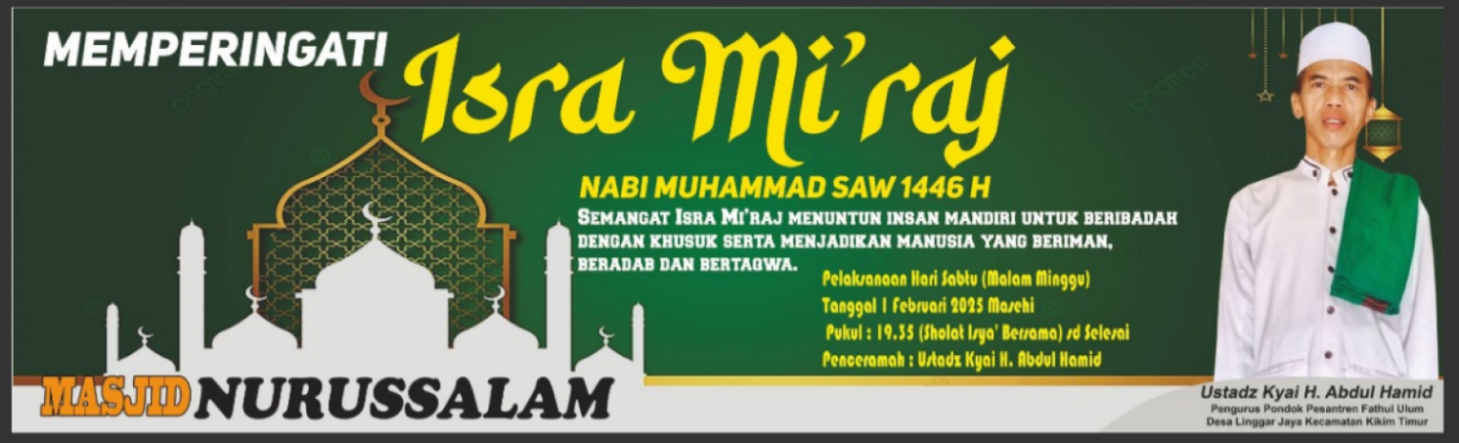 MEMPERINGATI
Isra Mi'raj
NABI MUHAMMAD SAW 1446 H
SEMANGAT ISRA MI'RAJ MENUNTUN INSAN MANDIRI UNTUK BERIBADAH
DENGAN KHUSUK SERTA MENJADIKAN MANUSIA YANG BERIMAN,
BERADAB DAN BERTAQWA.
Pelaksanaan Hari Sabtu (Malam Minggu)
Tanggal 1 Februari 2025 Masehi
Pukul : 19.35 (Sholat Isya' Bersama) sd Selesai
Penceramah : Ustadz Kyai H. Abdul Hamid
MASJID NURUSSALAM
Ustadz Kyai H. Abdul Hamid
Pengurus Pondok Pesantren Fathul Ulum
Desa Linggar Jaya Kecamatan Kikim Timur
pngtree
pngtree